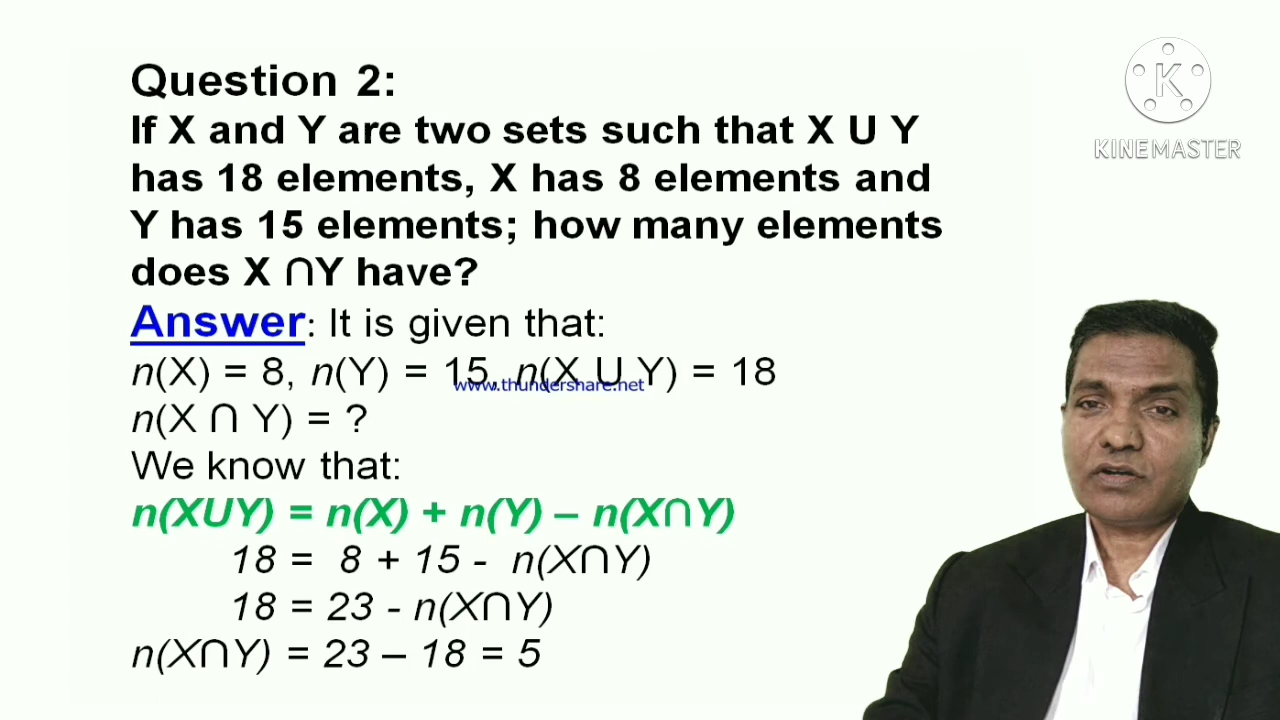 Question 2:
If X and Y are two sets such that X U Y
has 18 elements, X has 8 elements and
Y has 15 elements; how many elements
does X ∩Y have?
Answer: It is given that:
n(X) = 8, n(Y) = 15, n(X U Y) = 18
www.thundershare.net
n(X ∩ Y) = ?
We know that:
n(XUY) = n(X) + n(Y) – n(X∩Y)
18 = 8 + 15 - n(X∩Y)
18 = 23 - n(X∩Y)
n(X∩Y) = 23 – 18 = 5
K
KINEMASTER